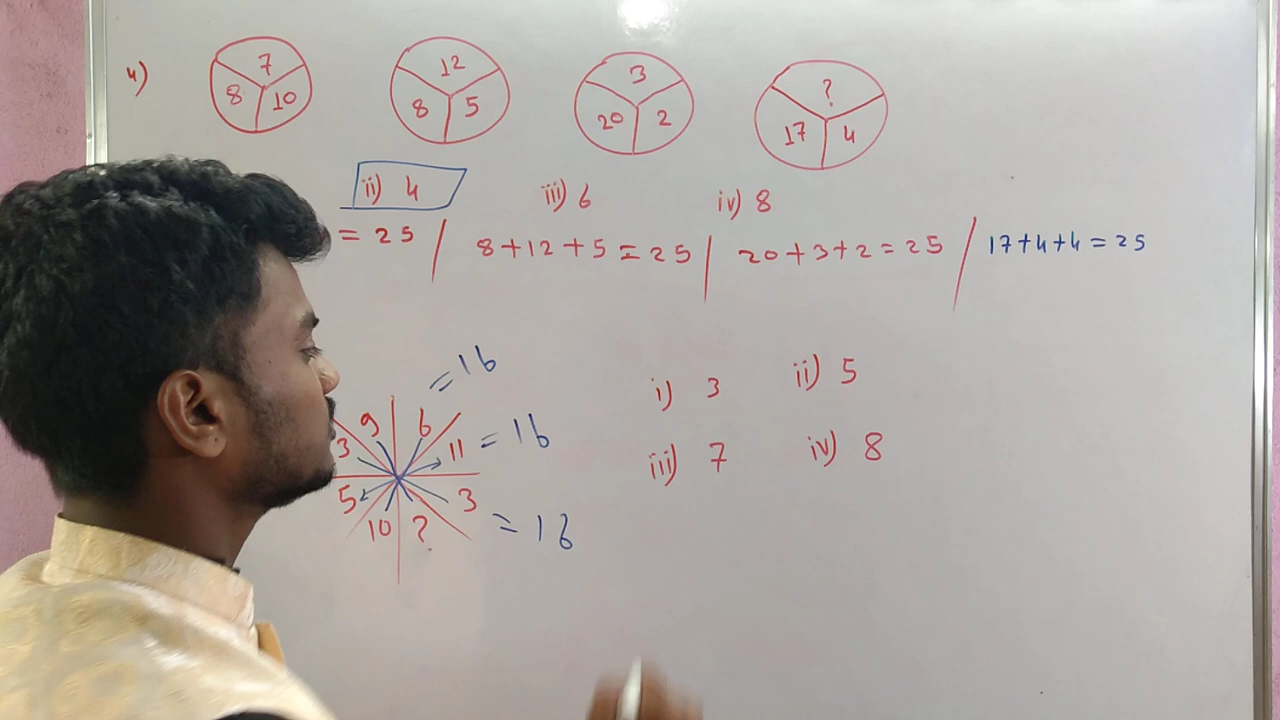 4)
7
8 10
12
8 5
3
20 2
?
17 4
ii) 4 iii) 6 iv) 8
= 25 / 8+12+5=25 / 20+3+2=25 / 17+4+4=25
= 16
9 6
3 11 = 16
5 3
10 ? = 16
i) 3 ii) 5
iii) 7 iv) 8